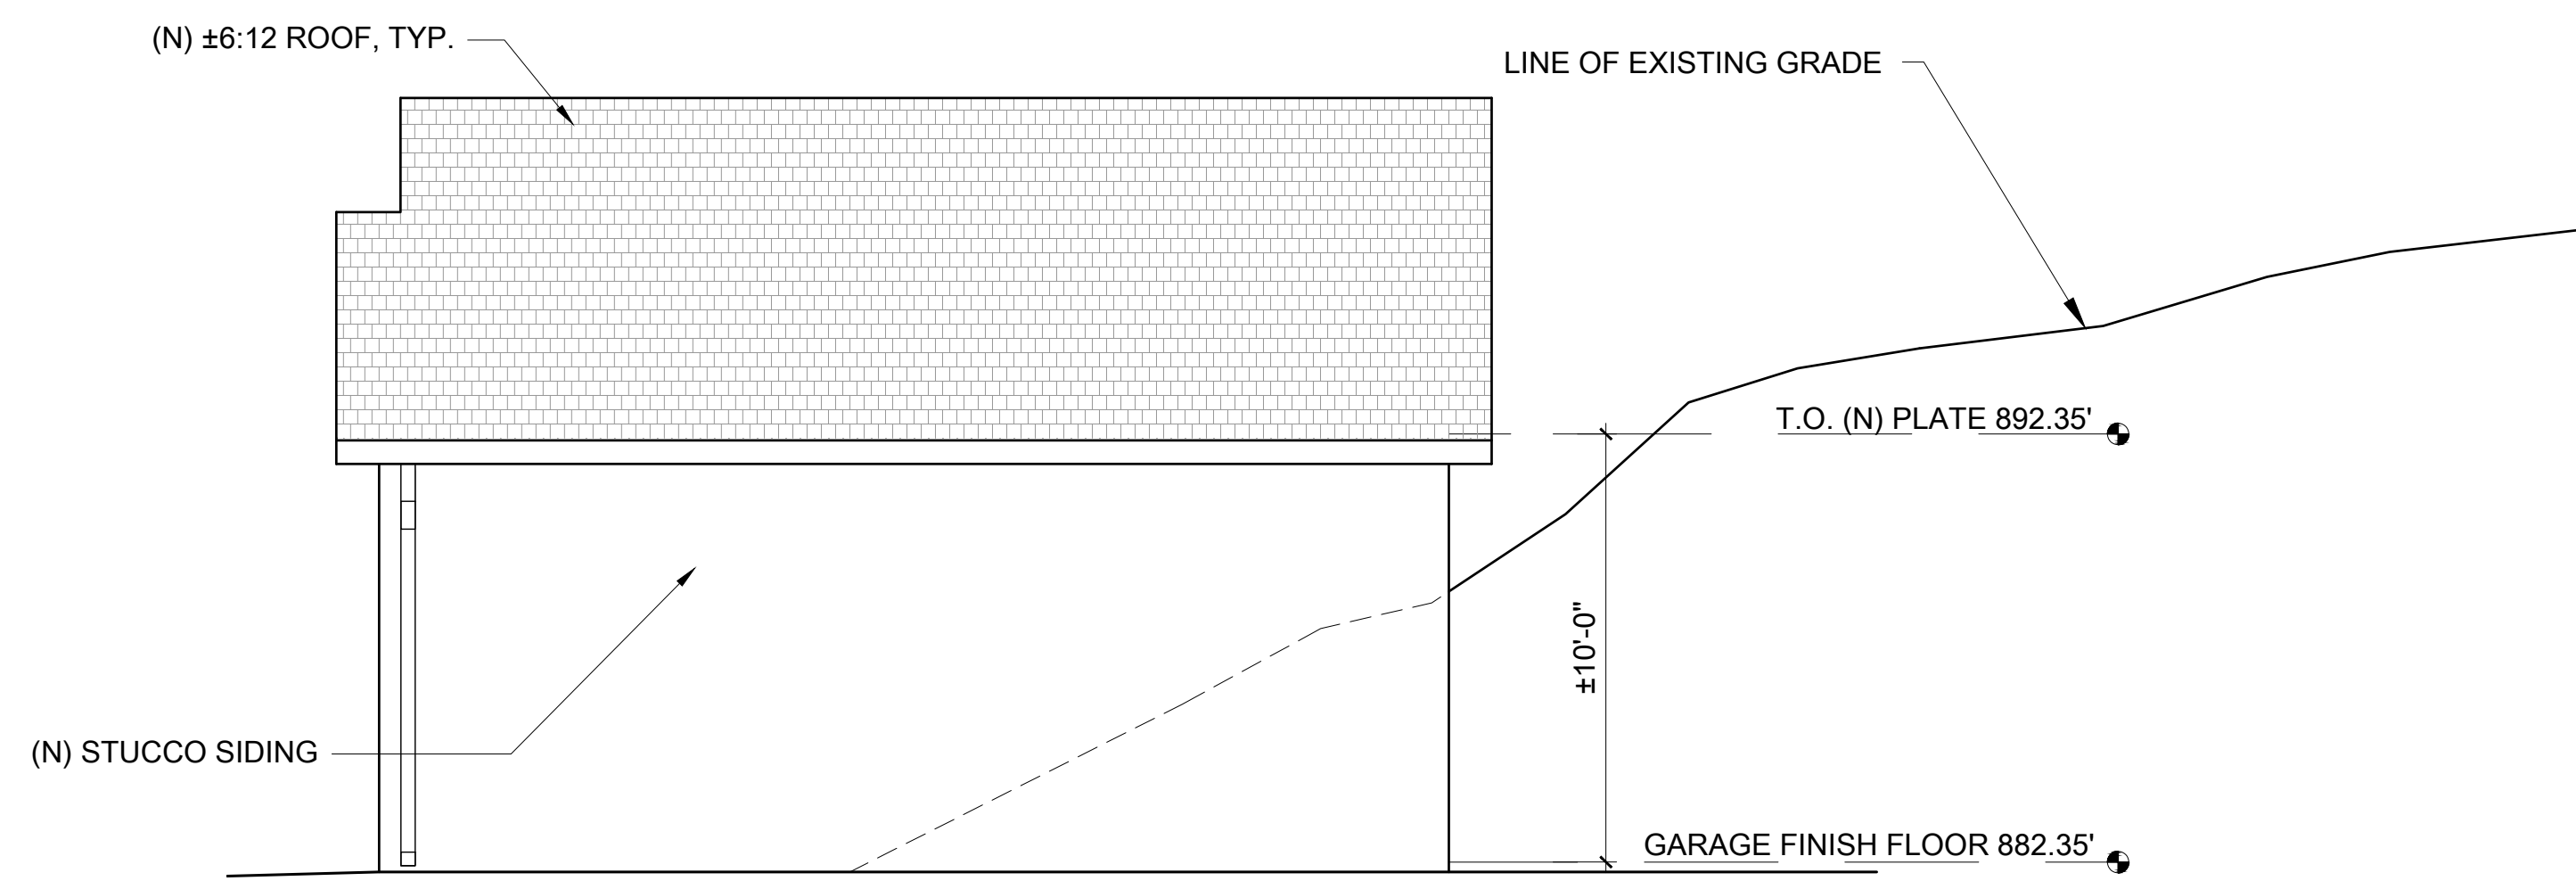 (N) ±6:12 ROOF, TYP.
LINE OF EXISTING GRADE
T.O. (N) PLATE 892.35'
±10'-0"
(N) STUCCO SIDING
GARAGE FINISH FLOOR 882.35'